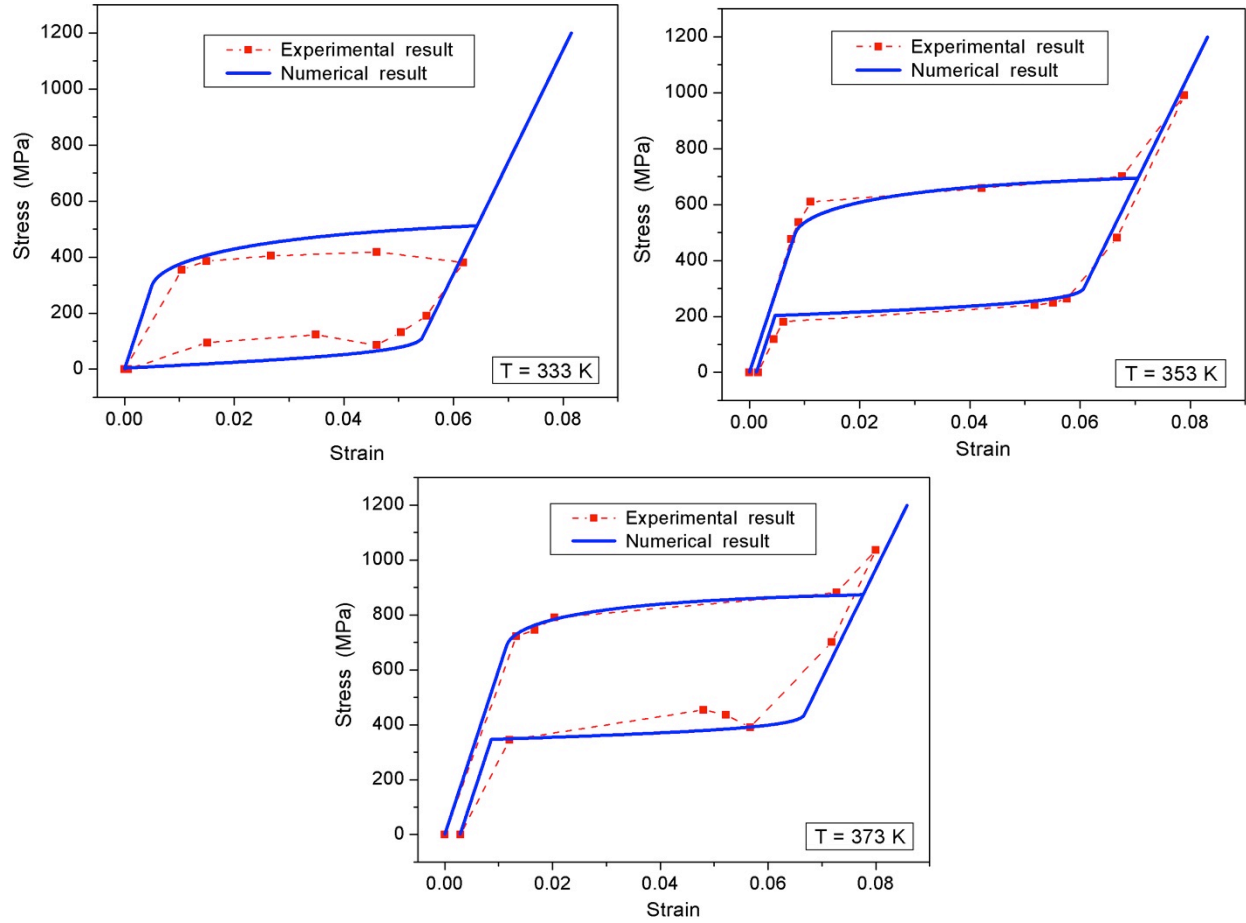 1200
1000
800
600
400
200
0
Stress (MPa)
Experimental result
Numerical result
T = 333 K
0.00 0.02 0.04 0.06 0.08
Strain
1200
1000
800
600
400
200
0
Stress (MPa)
Experimental result
Numerical result
T = 353 K
0.00 0.02 0.04 0.06 0.08
Strain
1200
1000
800
600
400
200
0
Stress (MPa)
Experimental result
Numerical result
T = 373 K
0.00 0.02 0.04 0.06 0.08
Strain